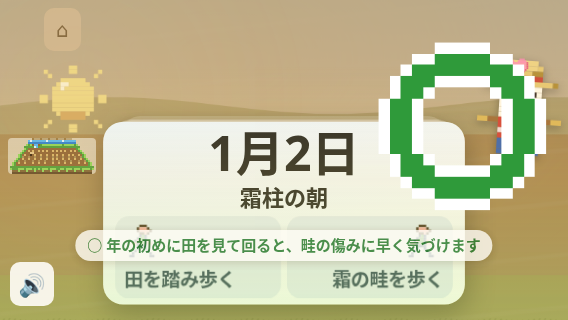 1月2日
霜柱の朝
〇 年の初めに田を見て回ると、畦の傷みに早く気づけます
田を踏み歩く
霜の畦を歩く